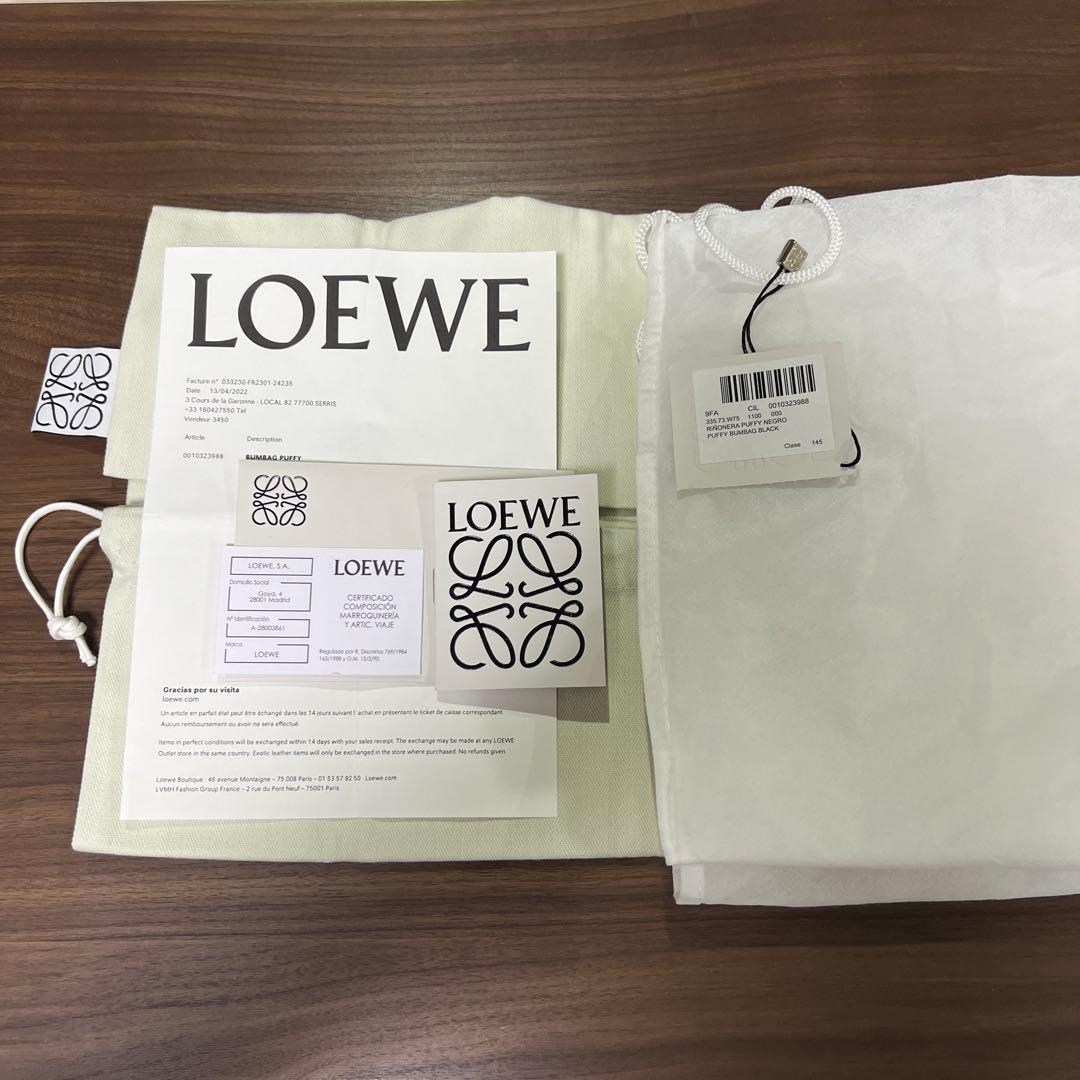 LOEWE
Facture n° 033230-FR2301-24235
Date 13/04/2022
3 Cours de la Garonne - LOCAL 82 77700 SERRIS
+33 160427550 Tel
Vendeur 3450
Article Description
0010323988 BUMBAG PUFFY
LOEWE, S.A.
Domicilio Social
Goya, 4
28001 Madrid
Nº Identificación
A-28003861
Marca
LOEWE
LOEWE
CERTIFICADO
COMPOSICIÓN
MARROQUINERÍA
Y ARTIC. VIAJE
Regulado por R. Decretos 769/1984
165/1988 y O.M. 15/2/90
LOEWE
Gracias por su visita
loewe.com
Un article en parfait état peut être échangé dans les 14 jours suivant l' achat en présentant le ticket de caisse correspondant.
Aucun remboursement ou avoir ne sera effectué.
Items in perfect conditions will be exchanged within 14 days with your sales receipt. The exchange may be made at any LOEWE
Outlet store in the same country. Exotic leather items will only be exchanged in the store where purchased. No refunds given
Loewe Boutique : 46 avenue Montaigne – 75 008 Paris – 01 53 57 92 50 · Loewe.com
LVMH Fashion Group France – 2 rue du Pont Neuf – 75001 Paris
9FA CIL 0010323988
335.73 W75 1100 000
RIÑONERA PUFFY NEGRO
PUFFY BUMBAG BLACK
Clase 145